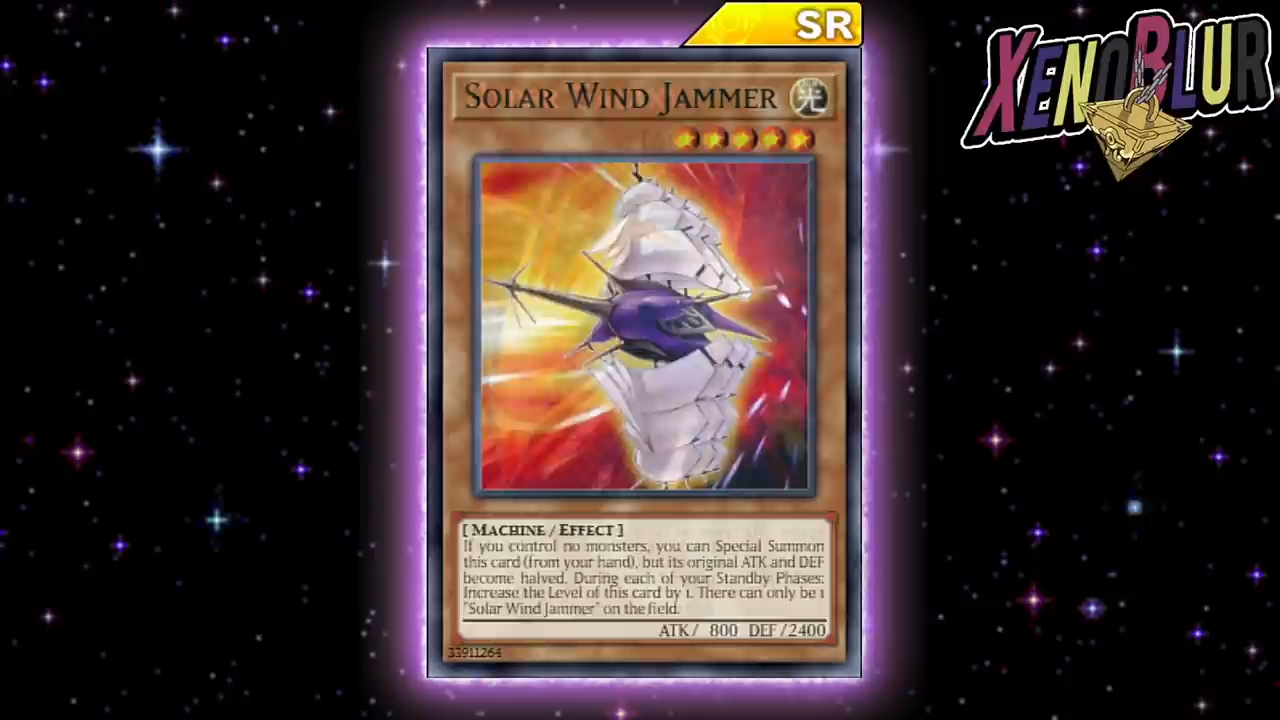 SR
XENOBLUR
SOLAR WIND JAMMER 光
[ MACHINE / EFFECT ]
If you control no monsters, you can Special Summon
this card (from your hand), but its original ATK and DEF
become halved. During each of your Standby Phases:
Increase the Level of this card by 1. There can only be 1
"Solar Wind Jammer" on the field.
ATK/ 800 DEF/2400
33911264